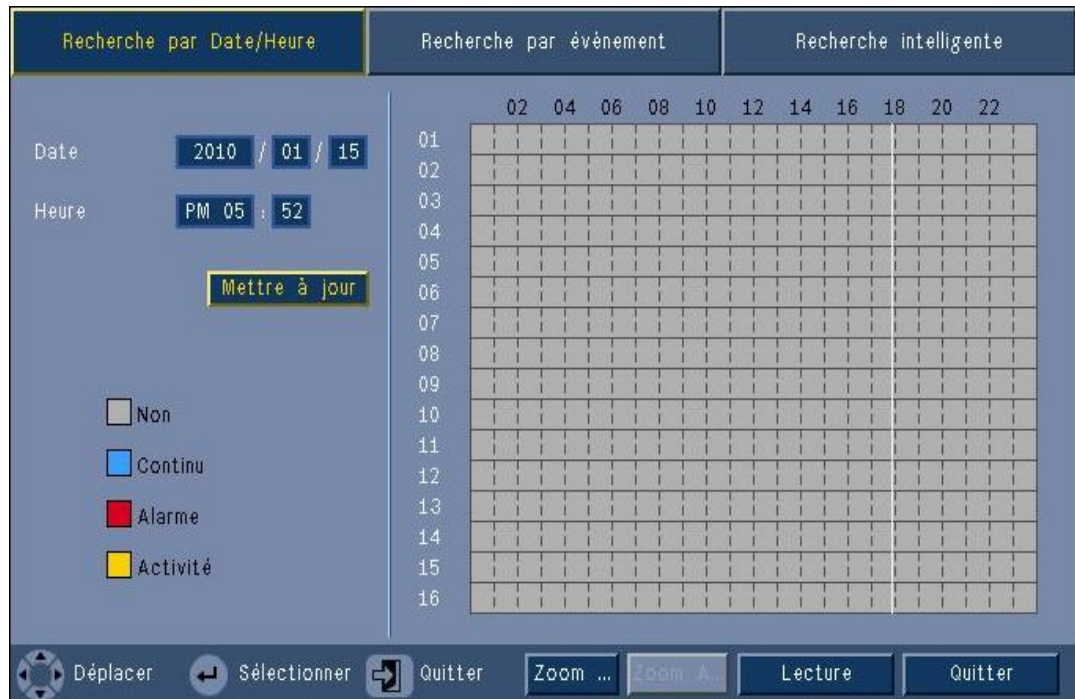 Recherche par Date/Heure
Recherche par évènement
Recherche intelligente
Date 2010 / 01 / 15
Heure PM 05 : 52
Mettre à jour
Non
Continu
Alarme
Activité
02 04 06 08 10 12 14 16 18 20 22
01
02
03
04
05
06
07
08
09
10
11
12
13
14
15
16
Déplacer
Sélectionner
Quitter
Zoom ...
Zoom A...
Lecture
Quitter